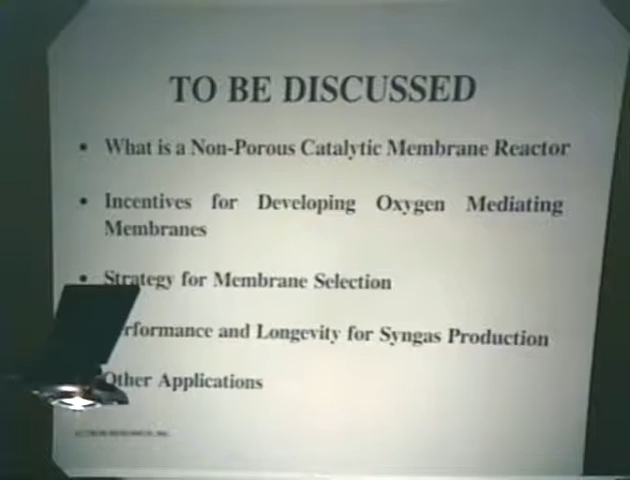 TO BE DISCUSSED
• What is a Non-Porous Catalytic Membrane Reactor
• Incentives for Developing Oxygen Mediating
Membranes
• Strategy for Membrane Selection
rformance and Longevity for Syngas Production
Other Applications